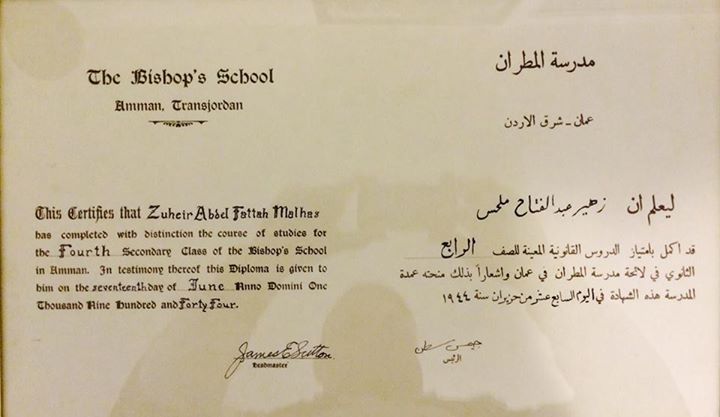 The Bishop's School
Amman, Transjordan
This Certifies that Zuheir Abdel Fattah Malhas
has completed with distinction the course of studies for
the Fourth Secondary Class of the Bishop's School
in Amman. In testimony thereof this Diploma is given to
him on the seventeenth day of June Anno Domini One
Thousand Nine Hundred and Forty Four.
James E Sutton
Headmaster
مدرسة المطران
عمان - شرق الاردن
ليعلم ان زهير عبد الفتاح ملحس
قد اكمل بامتياز الدروس القانونية المعينة للصف الرابع
الثانوي في لائحة مدرسة المطران في عمان واشعاراً بذلك منحته عمدة
المدرسة هذه الشهادة في اليوم السابع عشر من حزيران سنة ١٩٤٤
جيمس سطن
الرئيس